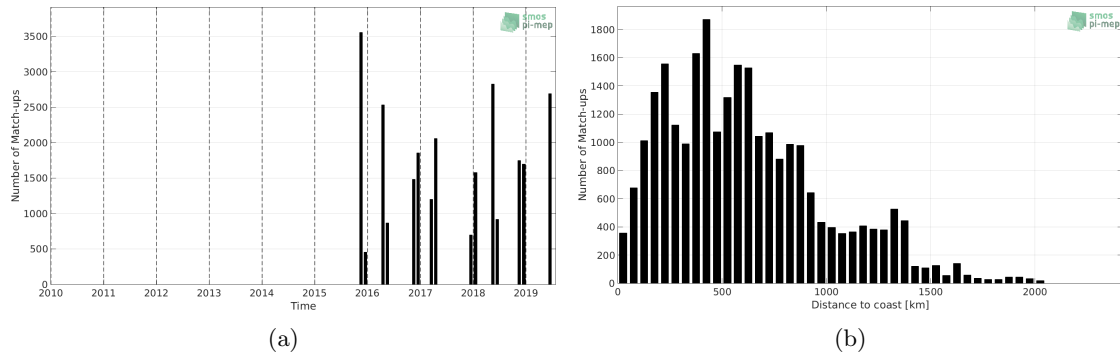 smos
pi-mep
Number of Match-ups
3500
3000
2500
2000
1500
1000
500
0
2010 2011 2012 2013 2014 2015 2016 2017 2018 2019
Time
(a)
smos
pi-mep
Number of Match-ups
1800
1600
1400
1200
1000
800
600
400
200
0
0 500 1000 1500 2000
Distance to coast [km]
(b)